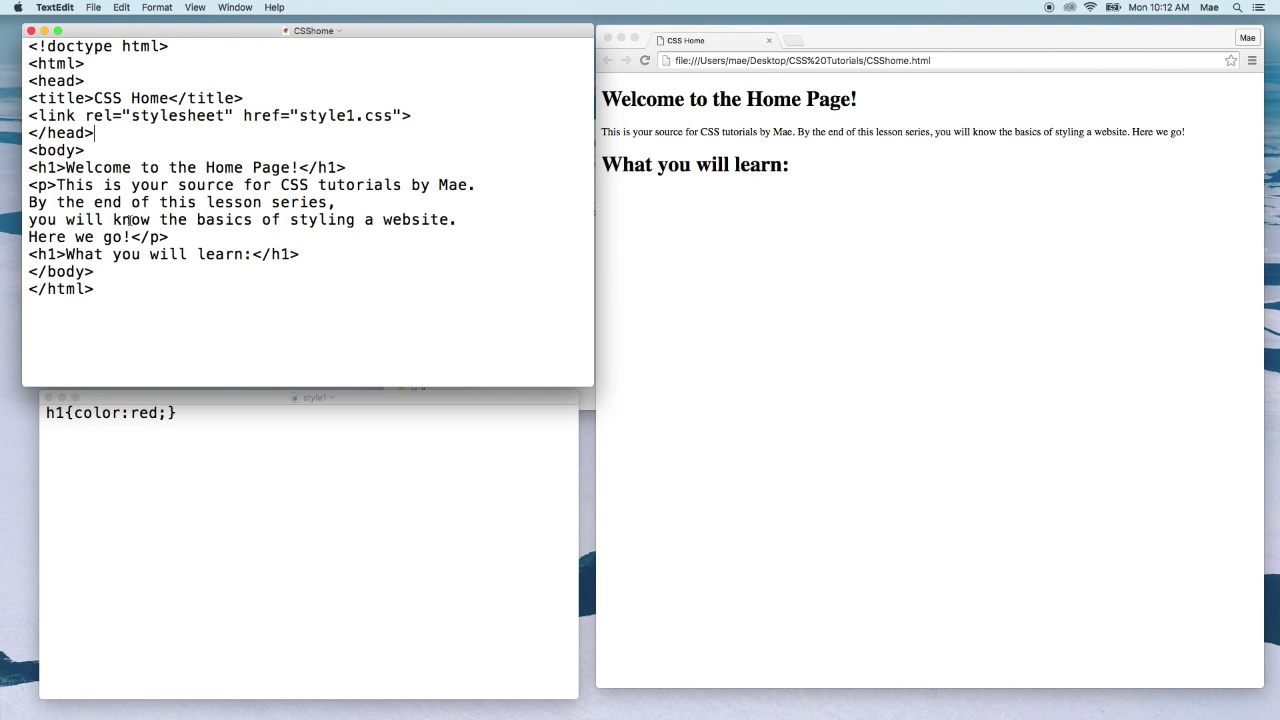 TextEdit File Edit Format View Window Help Mon 10:12 AM Mae
CSShome
<!doctype html>
<html>
<head>
<title>CSS Home</title>
<link rel="stylesheet" href="style1.css">
</head>
<body>
<h1>Welcome to the Home Page!</h1>
<p>This is your source for CSS tutorials by Mae.
By the end of this lesson series,
you will know the basics of styling a website.
Here we go!</p>
<h1>What you will learn:</h1>
</body>
</html>
style1
h1{color:red;}
CSS Home Mae
file:///Users/mae/Desktop/CSS%20Tutorials/CSShome.html
Welcome to the Home Page!
This is your source for CSS tutorials by Mae. By the end of this lesson series, you will know the basics of styling a website. Here we go!
What you will learn: